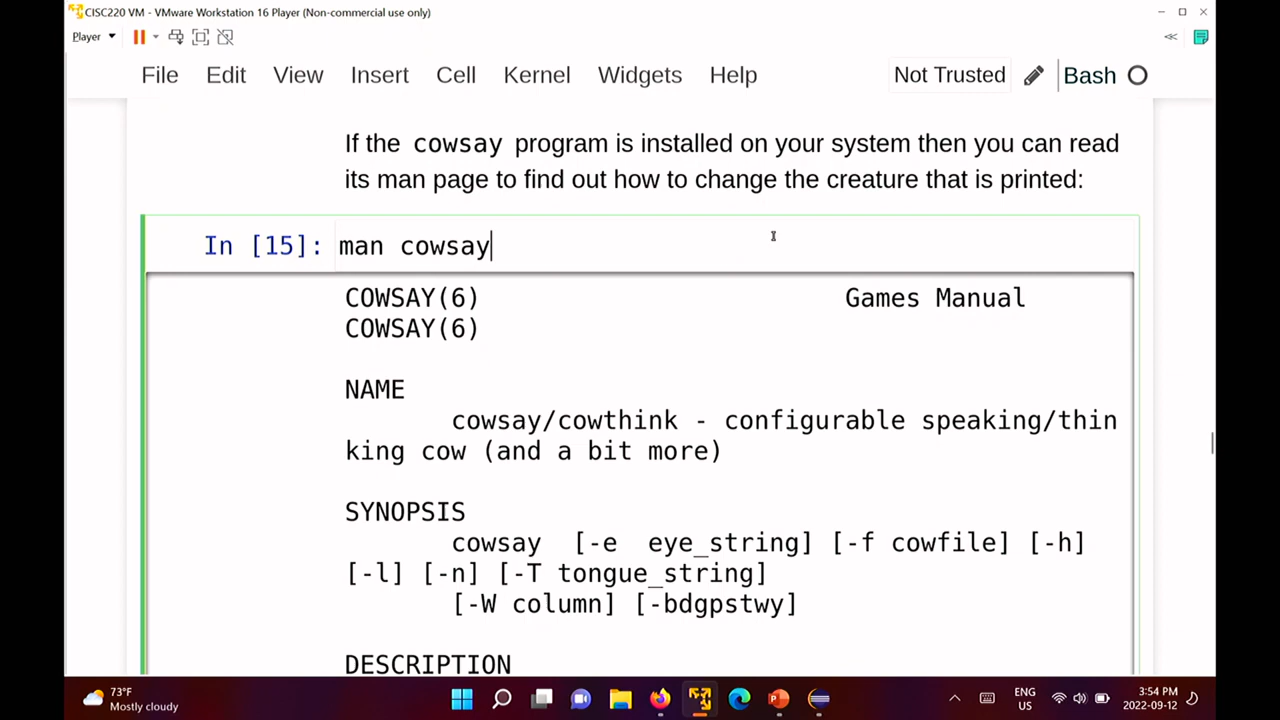 CISC220 VM - VMware Workstation 16 Player (Non-commercial use only)
Player
File Edit View Insert Cell Kernel Widgets Help Not Trusted Bash
If the cowsay program is installed on your system then you can read
its man page to find out how to change the creature that is printed:
In [15]: man cowsay
COWSAY(6) Games Manual
COWSAY(6)
NAME
cowsay/cowthink - configurable speaking/thin
king cow (and a bit more)
SYNOPSIS
cowsay [-e eye_string] [-f cowfile] [-h]
[-l] [-n] [-T tongue_string]
[-W column] [-bdgpstwy]
DESCRIPTION
73°F
Mostly cloudy
ENG
US
3:54 PM
2022-09-12